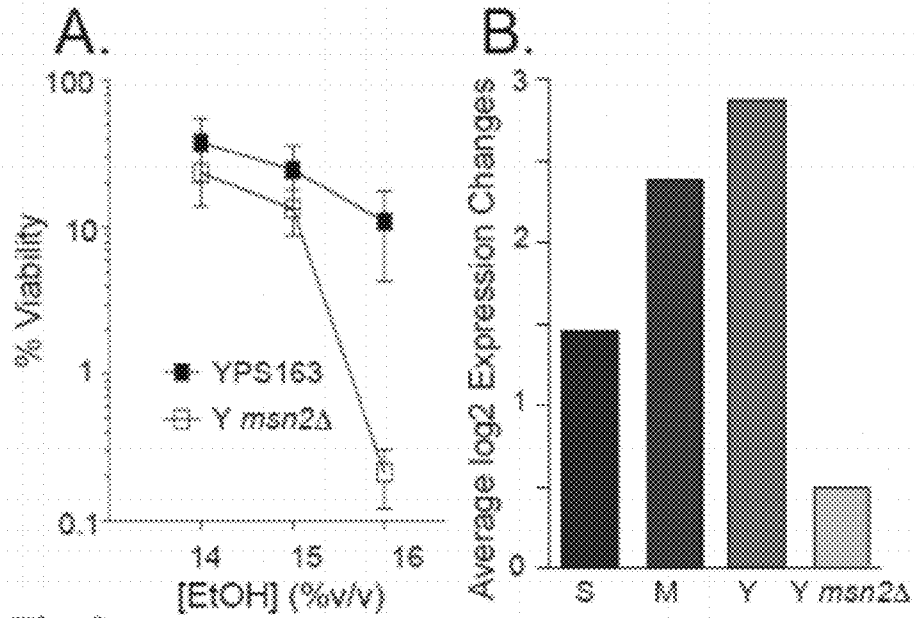 A.
% Viability
100
10
1
0.1
YPS163
Y msn2Δ
14 15 16
[EtOH] (%v/v)
B.
Average log2 Expression Changes
3
2
1
0
S M Y Y msn2Δ